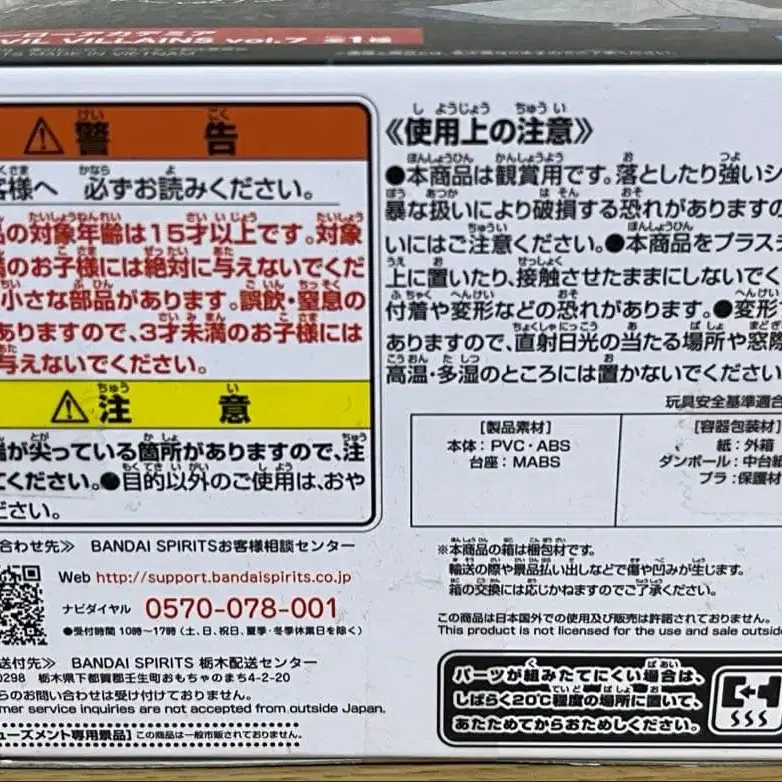 VIL VILLAINS vol.7 全1種
TS MADE IN VIETNAM
警告
客様へ 必ずお読みください。
品の対象年齢は15才以上です。対象
満のお子様には絶対に与えないでくだ
小さな部品があります。誤飲・窒息の
ありますので、3才未満のお子様には
与えないでください。
注意
端が尖っている箇所がありますので、注
てください。●目的以外のご使用は、おや
ださい。
合わせ先≫ BANDAI SPIRITSお客様相談センター
Web http://support.bandaispirits.co.jp
ナビダイヤル 0570-078-001
●受付時間 10時〜17時(土、日、祝日、夏季・冬季休業日を除く)
送付先≫ BANDAI SPIRITS 栃木配送センター
0298 栃木県下都賀郡壬生町おもちゃのまち4-2-20
らのお問い合わせは受け付けておりません。
mer service inquiries are not accepted from outside Japan.
ューズメント専用景品】この商品は一般市販されておりません。
《使用上の注意》
●本商品は観賞用です。落としたり強いシ
暴な扱いにより破損する恐れがありますの
いにはご注意ください。●本商品をプラス
上に置いたり、接触させたままにしないでく
付着や変形などの恐れがあります。●変形
ありますので、直射日光の当たる場所や窓際
高温・多湿のところには置かないでください
玩具安全基準適合
[製品素材]
本体:PVC・ABS
台座:MABS
[容器包装材]
紙:外箱
ダンボール:中台紙
プラ:保護材
※本商品の箱は梱包材です。
輸送の際や景品払い出しなどで傷や凹みが生じます。
箱の交換には応じかねますのでご了承ください。
この商品は日本国外での使用及び販売は許諾されておりません。
This product is not licensed for the use and sale outside
パーツが組みたてにくい場合は、
しばらく20℃程度の場所に置いて、
あたためてからおためしください。